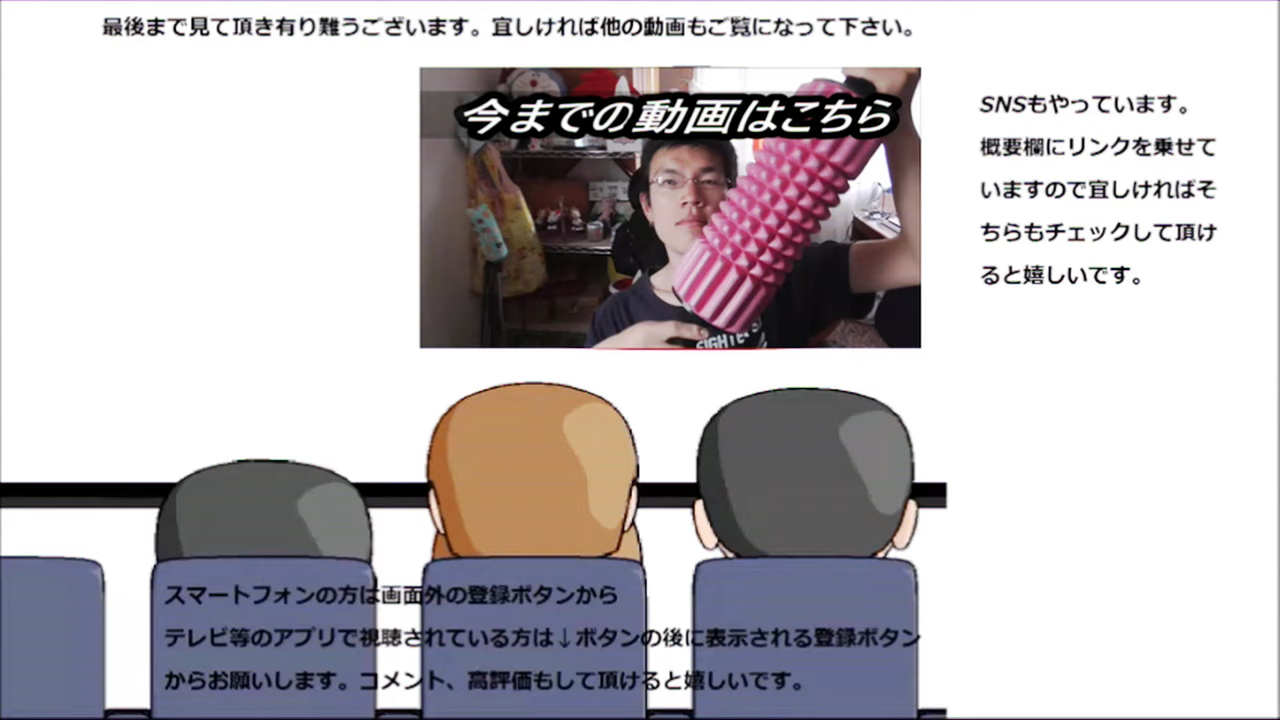 最後まで見て頂き有り難うございます。宜しければ他の動画もご覧になって下さい。
今までの動画はこちら
SNSもやっています。
概要欄にリンクを乗せて
いますので宜しければそ
ちらもチェックして頂け
ると嬉しいです。
スマートフォンの方は画面外の登録ボタンから
テレビ等のアプリで視聴されている方は↓ボタンの後に表示される登録ボタン
からお願いします。コメント、高評価もして頂けると嬉しいです。